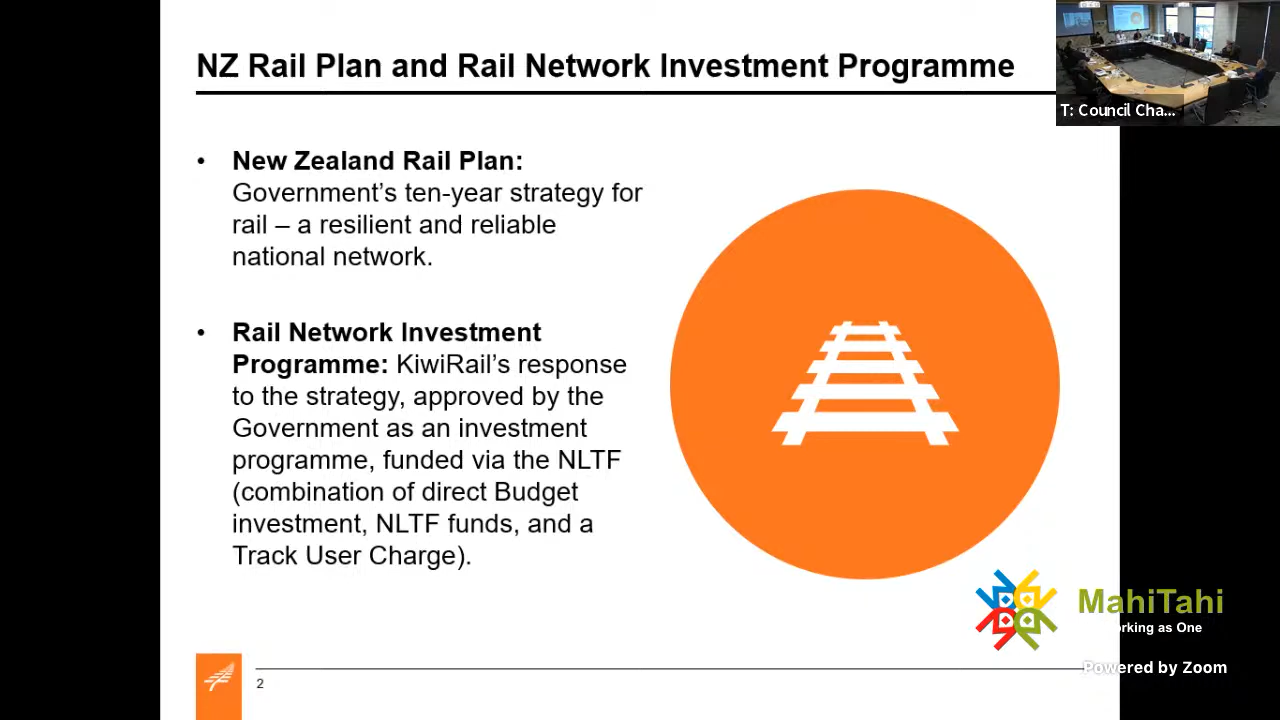 NZ Rail Plan and Rail Network Investment Programme
T: Council Cha...
• New Zealand Rail Plan:
Government’s ten-year strategy for
rail – a resilient and reliable
national network.
• Rail Network Investment
Programme: KiwiRail’s response
to the strategy, approved by the
Government as an investment
programme, funded via the NLTF
(combination of direct Budget
investment, NLTF funds, and a
Track User Charge).
MahiTahi
orking as One
Powered by Zoom
2